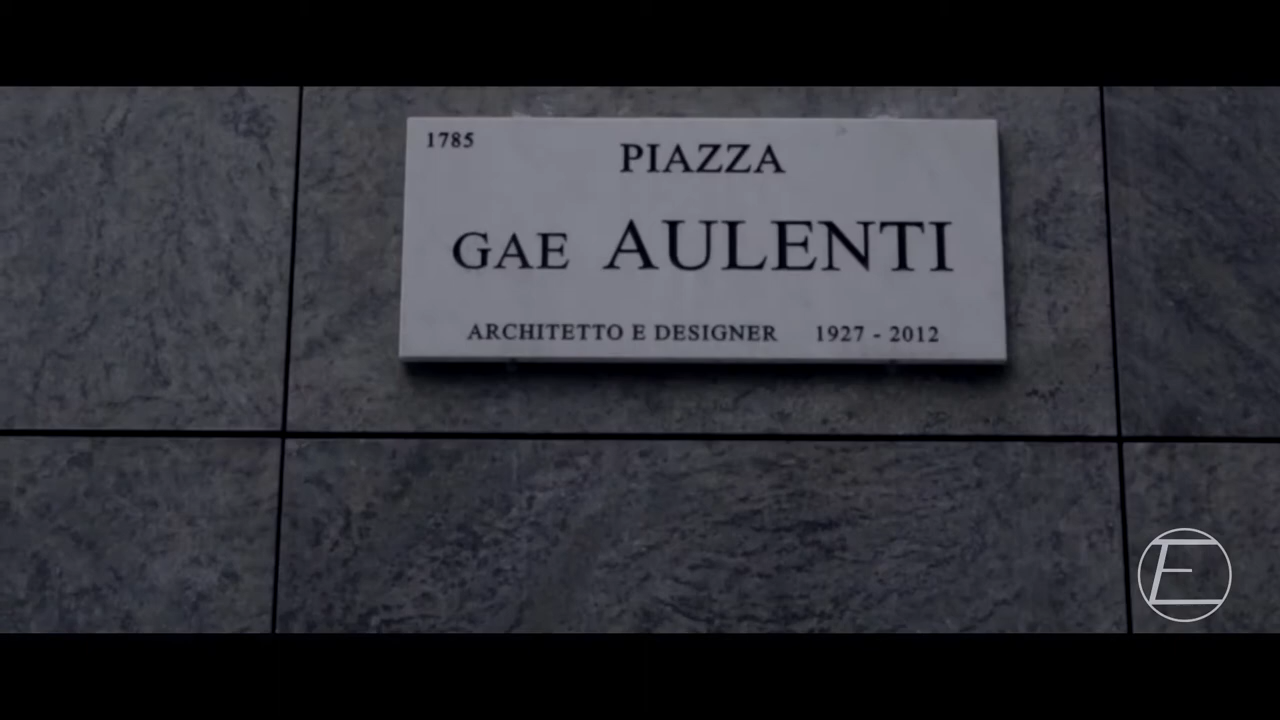 1785
PIAZZA
GAE AULENTI
ARCHITETTO E DESIGNER 1927 - 2012
E